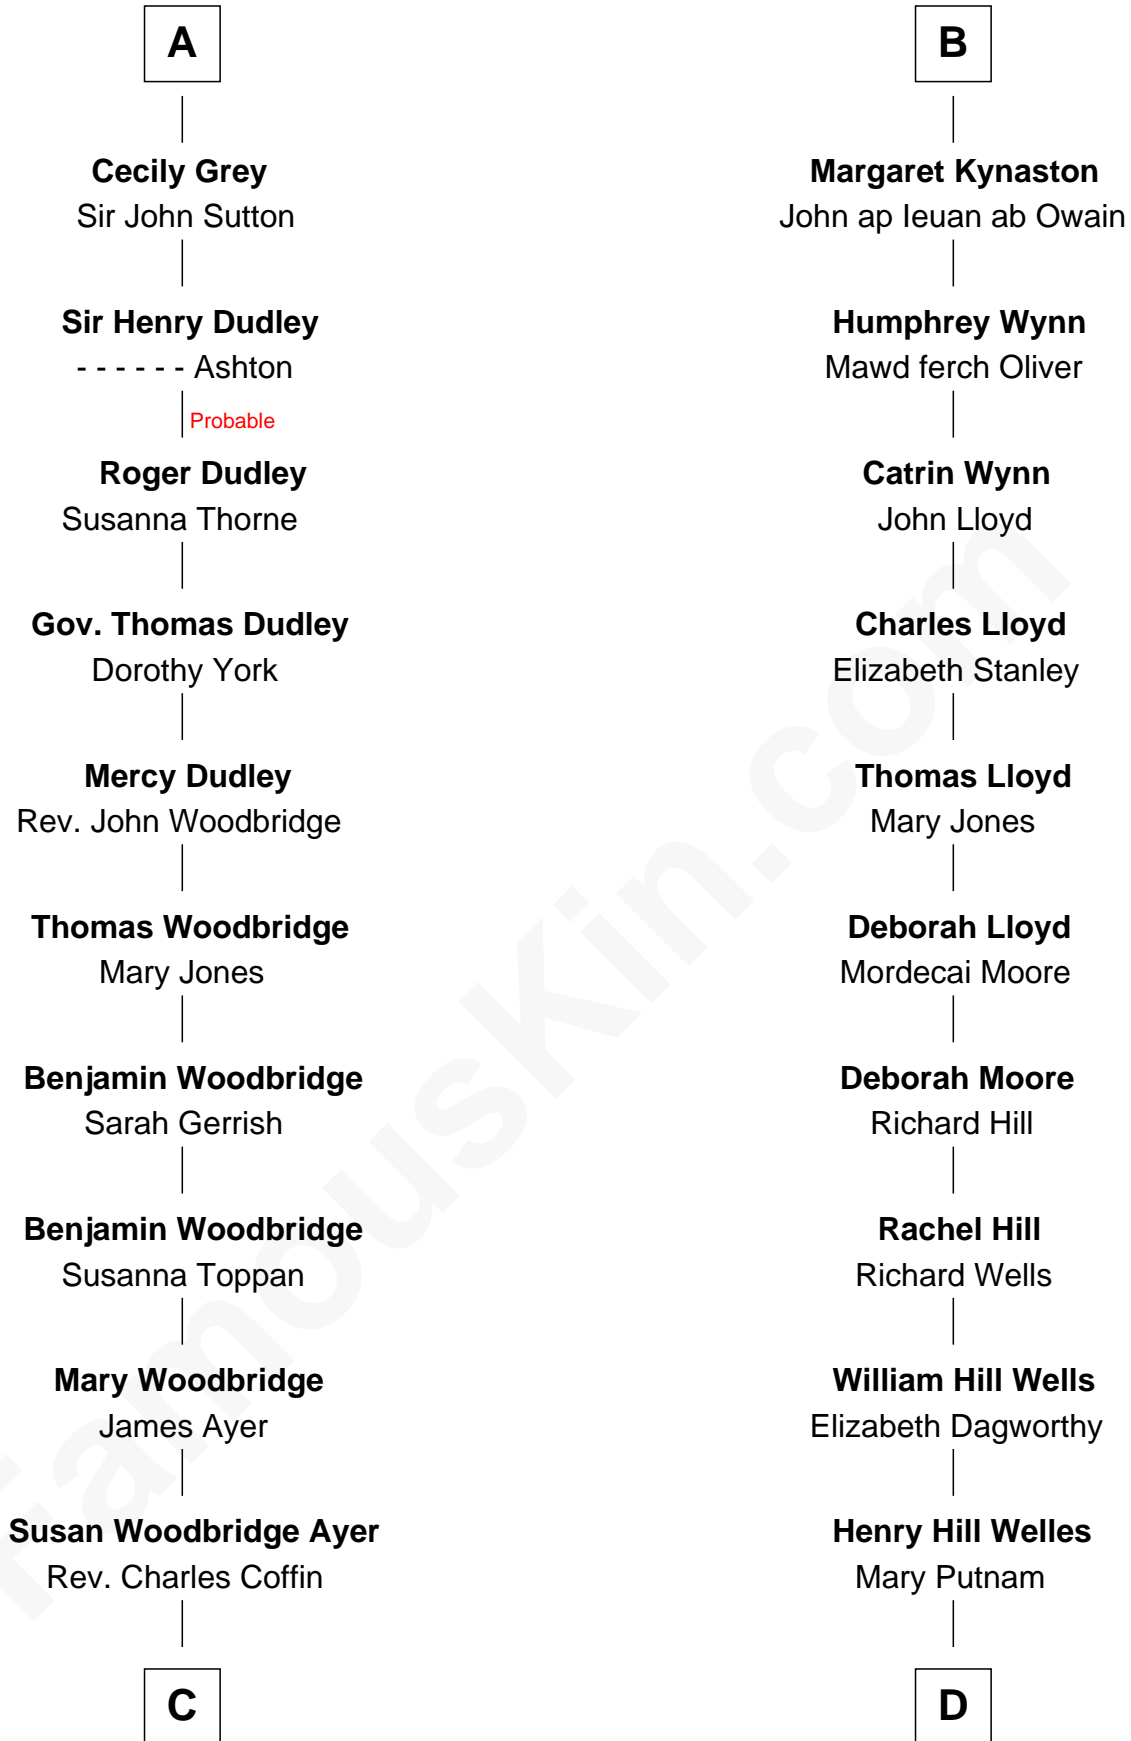 A
Cecily Grey
Sir John Sutton
Sir Henry Dudley
- - - - - - Ashton
Probable
Roger Dudley
Susanna Thorne
Gov. Thomas Dudley
Dorothy York
Mercy Dudley
Rev. John Woodbridge
Thomas Woodbridge
Mary Jones
Benjamin Woodbridge
Sarah Gerrish
Benjamin Woodbridge
Susanna Toppan
Mary Woodbridge
James Ayer
Susan Woodbridge Ayer
Rev. Charles Coffin
C
B
Margaret Kynaston
John ap Ieuan ab Owain
Humphrey Wynn
Mawd ferch Oliver
Catrin Wynn
John Lloyd
Charles Lloyd
Elizabeth Stanley
Thomas Lloyd
Mary Jones
Deborah Lloyd
Mordecai Moore
Deborah Moore
Richard Hill
Rachel Hill
Richard Wells
William Hill Wells
Elizabeth Dagworthy
Henry Hill Welles
Mary Putnam
D
FamousKin.com